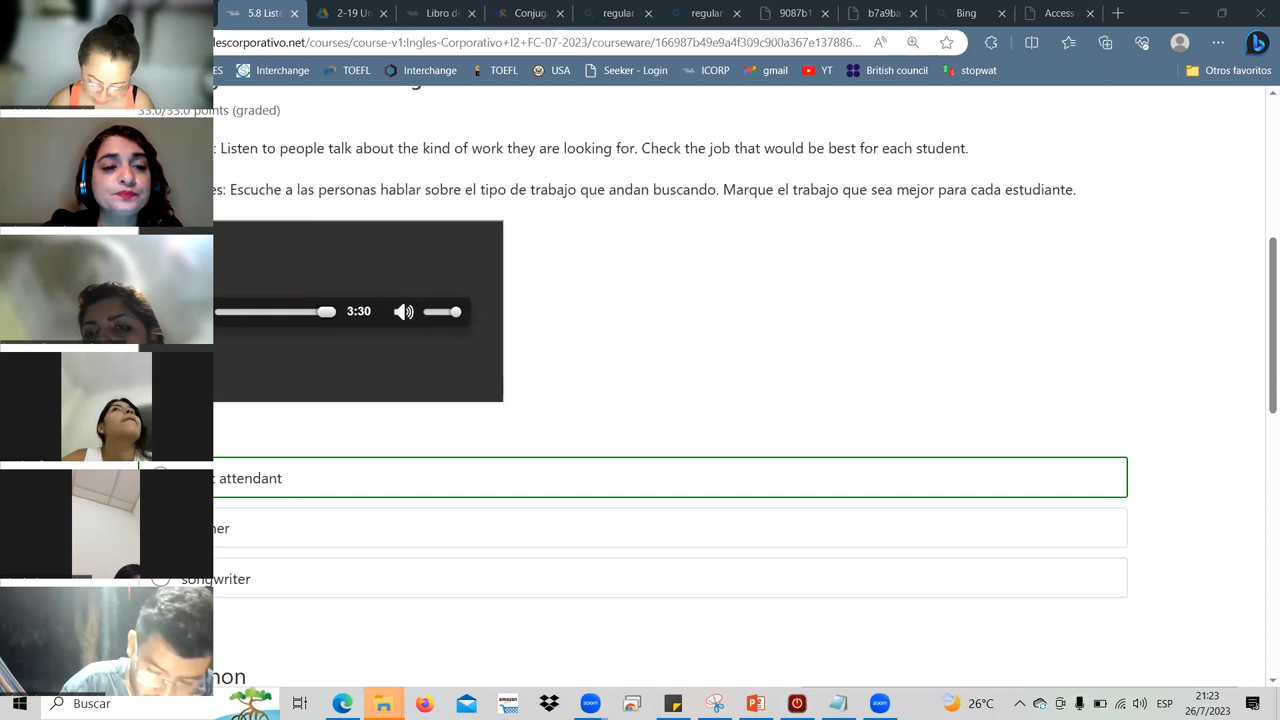 5.8 Liste
2-19 Un
Libro de
Conjug
regular
regular
9087b1
b7a9ba
Bing
Access
lescorporativo.net/courses/course-v1:Ingles-Corporativo+I2+FC-07-2023/courseware/166987b49e9a4f309c900a367e137886...
ES
Interchange
TOEFL
Interchange
TOEFL
USA
Seeker - Login
ICORP
gmail
YT
British council
stopwat
Otros favoritos
33.0/33.0 points (graded)
: Listen to people talk about the kind of work they are looking for. Check the job that would be best for each student.
es: Escuche a las personas hablar sobre el tipo de trabajo que andan buscando. Marque el trabajo que sea mejor para cada estudiante.
3:30
t attendant
her
songwriter
non
Buscar
amazon
26°C
ESP
21:23
26/7/2023